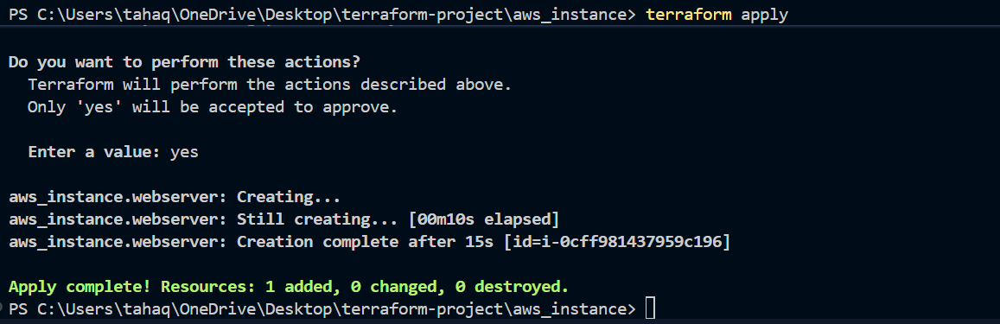 PS C:\Users\tahaq\OneDrive\Desktop\terraform-project\aws_instance> terraform apply
Do you want to perform these actions?
Terraform will perform the actions described above.
Only 'yes' will be accepted to approve.
Enter a value: yes
aws_instance.webserver: Creating...
aws_instance.webserver: Still creating... [00m10s elapsed]
aws_instance.webserver: Creation complete after 15s [id=i-0cff981437959c196]
Apply complete! Resources: 1 added, 0 changed, 0 destroyed.
PS C:\Users\tahaq\OneDrive\Desktop\terraform-project\aws_instance>